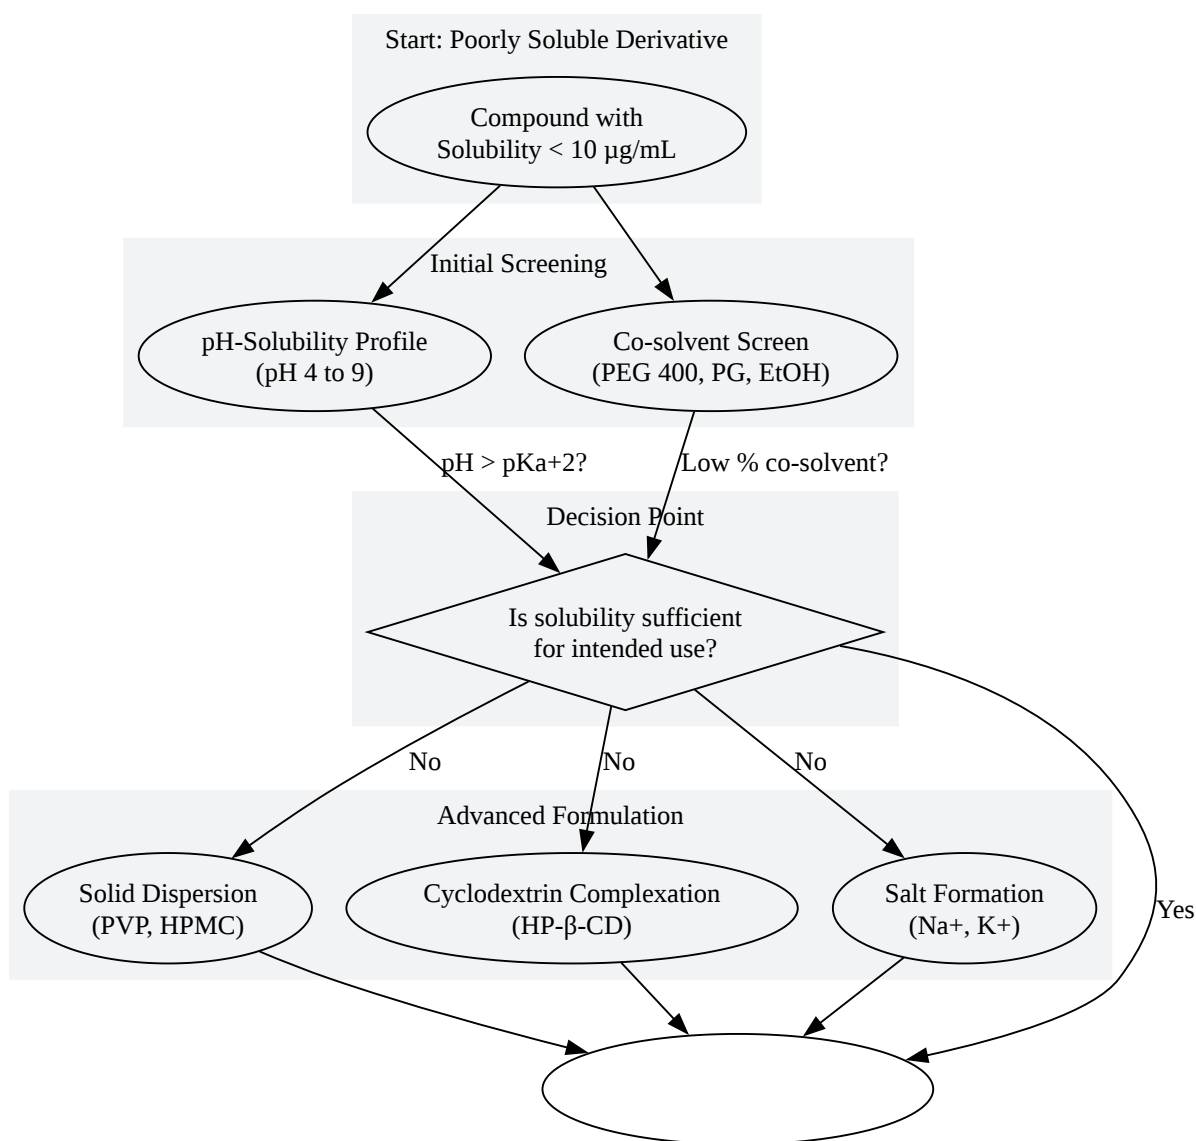 Start: Poorly Soluble Derivative
Compound with
Solubility < 10 µg/mL
Initial Screening
pH-Solubility Profile
(pH 4 to 9)
Co-solvent Screen
(PEG 400, PG, EtOH)
pH > pKa+2?
Low % co-solvent?
Decision Point
Is solubility sufficient
for intended use?
No
No
No
Advanced Formulation
Solid Dispersion
(PVP, HPMC)
Cyclodextrin Complexation
(HP-β-CD)
Salt Formation
(Na+, K+)
Yes